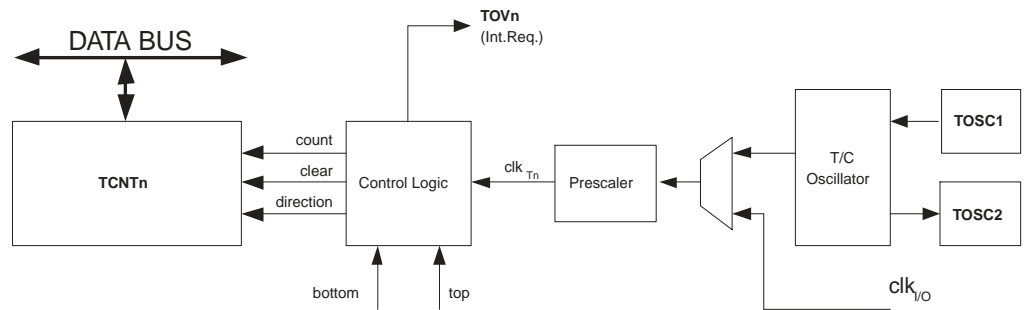 TOVn
(Int.Req.)
DATA BUS
TOSC1
count
T/C
Oscillator
TCNTn
clear
Control Logic
clk Tn
Prescaler
direction
TOSC2
bottom
top
clk I/O